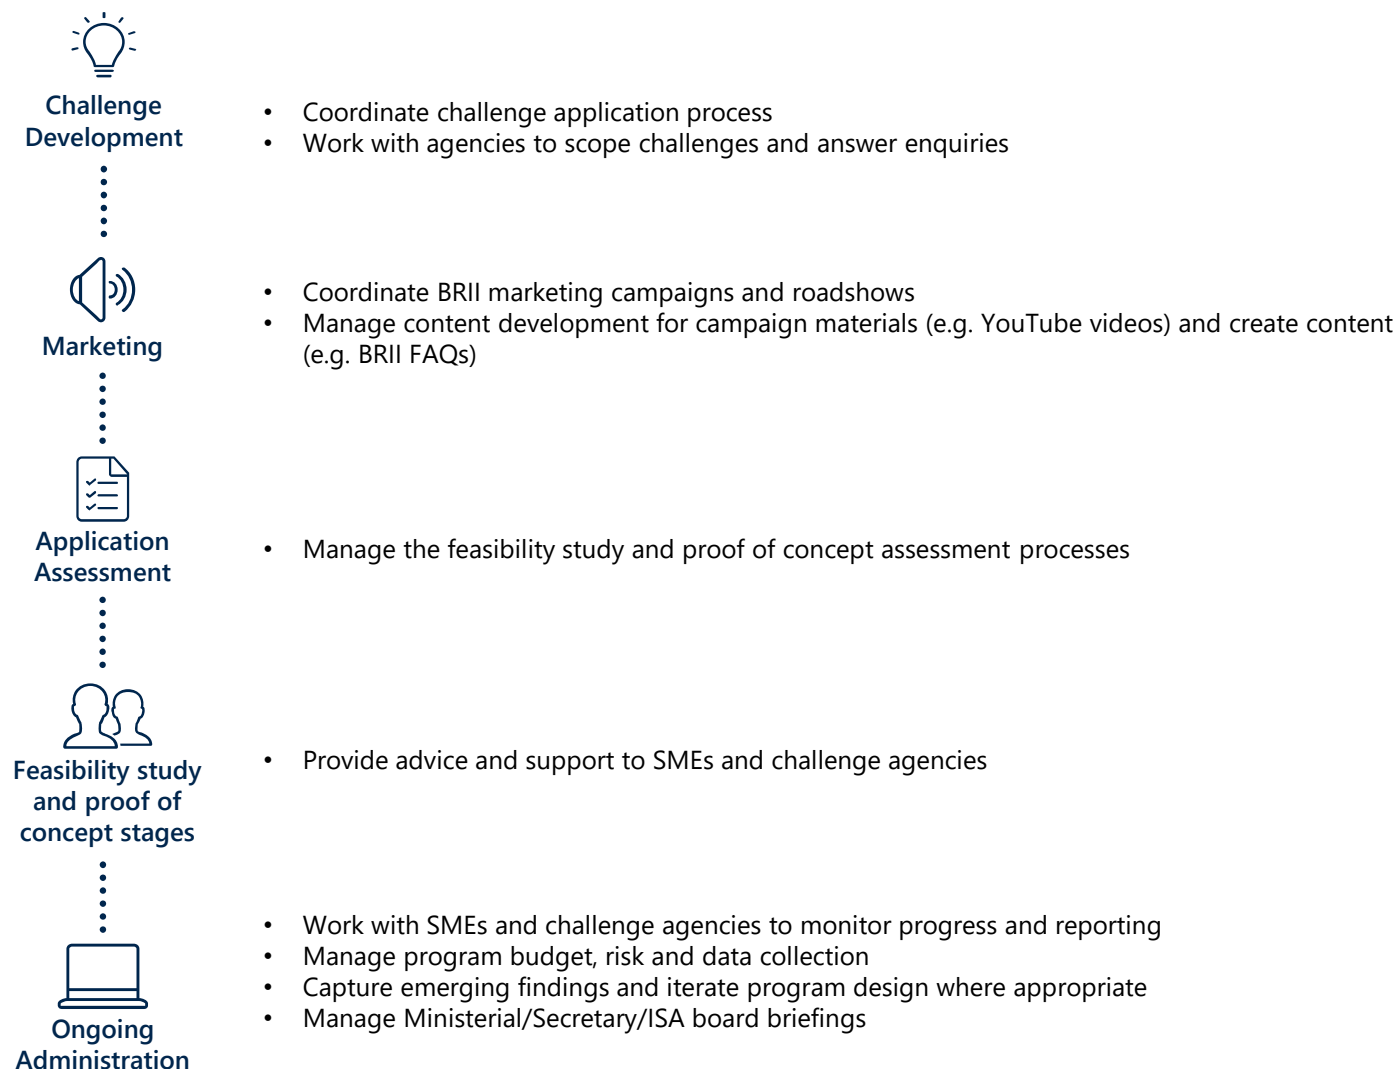 Challenge
Development
• Coordinate challenge application process
• Work with agencies to scope challenges and answer enquiries
Marketing
• Coordinate BRII marketing campaigns and roadshows
• Manage content development for campaign materials (e.g. YouTube videos) and create content
(e.g. BRII FAQs)
Application
Assessment
• Manage the feasibility study and proof of concept assessment processes
Feasibility study
and proof of
concept stages
• Provide advice and support to SMEs and challenge agencies
Ongoing
Administration
• Work with SMEs and challenge agencies to monitor progress and reporting
• Manage program budget, risk and data collection
• Capture emerging findings and iterate program design where appropriate
• Manage Ministerial/Secretary/ISA board briefings